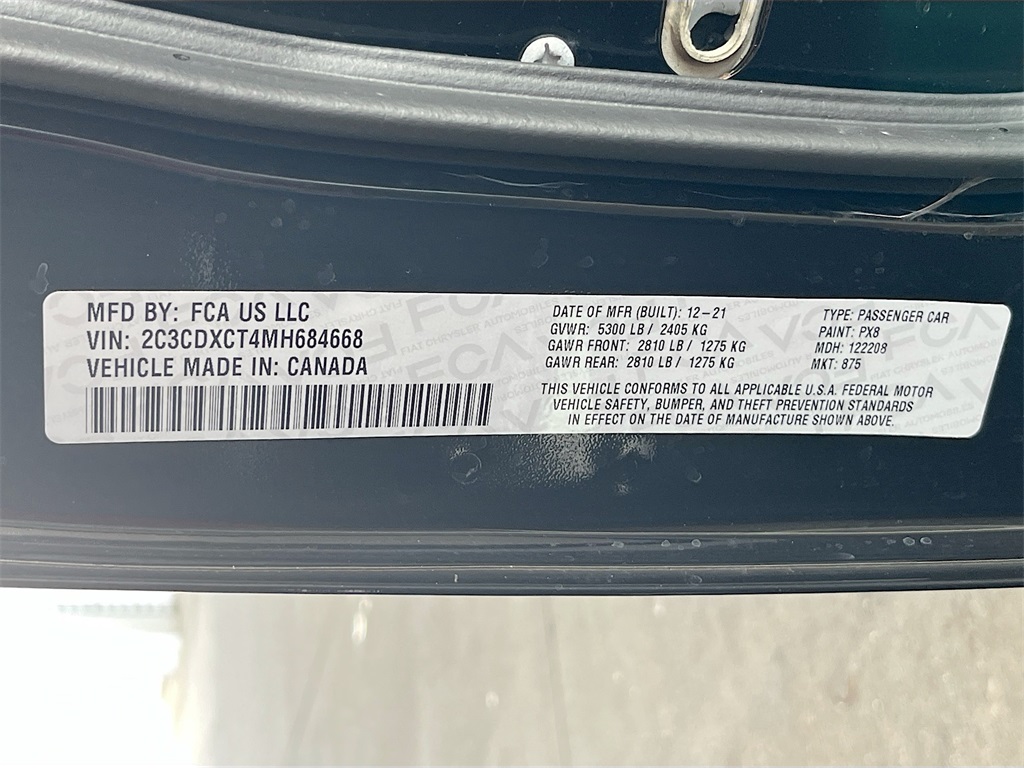 MFD BY: FCA US LLC
VIN: 2C3CDXCT4MH684668
VEHICLE MADE IN: CANADA
DATE OF MFR (BUILT): 12-21
GVWR: 5300 LB / 2405 KG
GAWR FRONT: 2810 LB / 1275 KG
GAWR REAR: 2810 LB / 1275 KG
TYPE: PASSENGER CAR
PAINT: PX8
MDH: 122208
MKT: 875
THIS VEHICLE CONFORMS TO ALL APPLICABLE U.S.A. FEDERAL MOTOR
VEHICLE SAFETY, BUMPER, AND THEFT PREVENTION STANDARDS
IN EFFECT ON THE DATE OF MANUFACTURE SHOWN ABOVE.